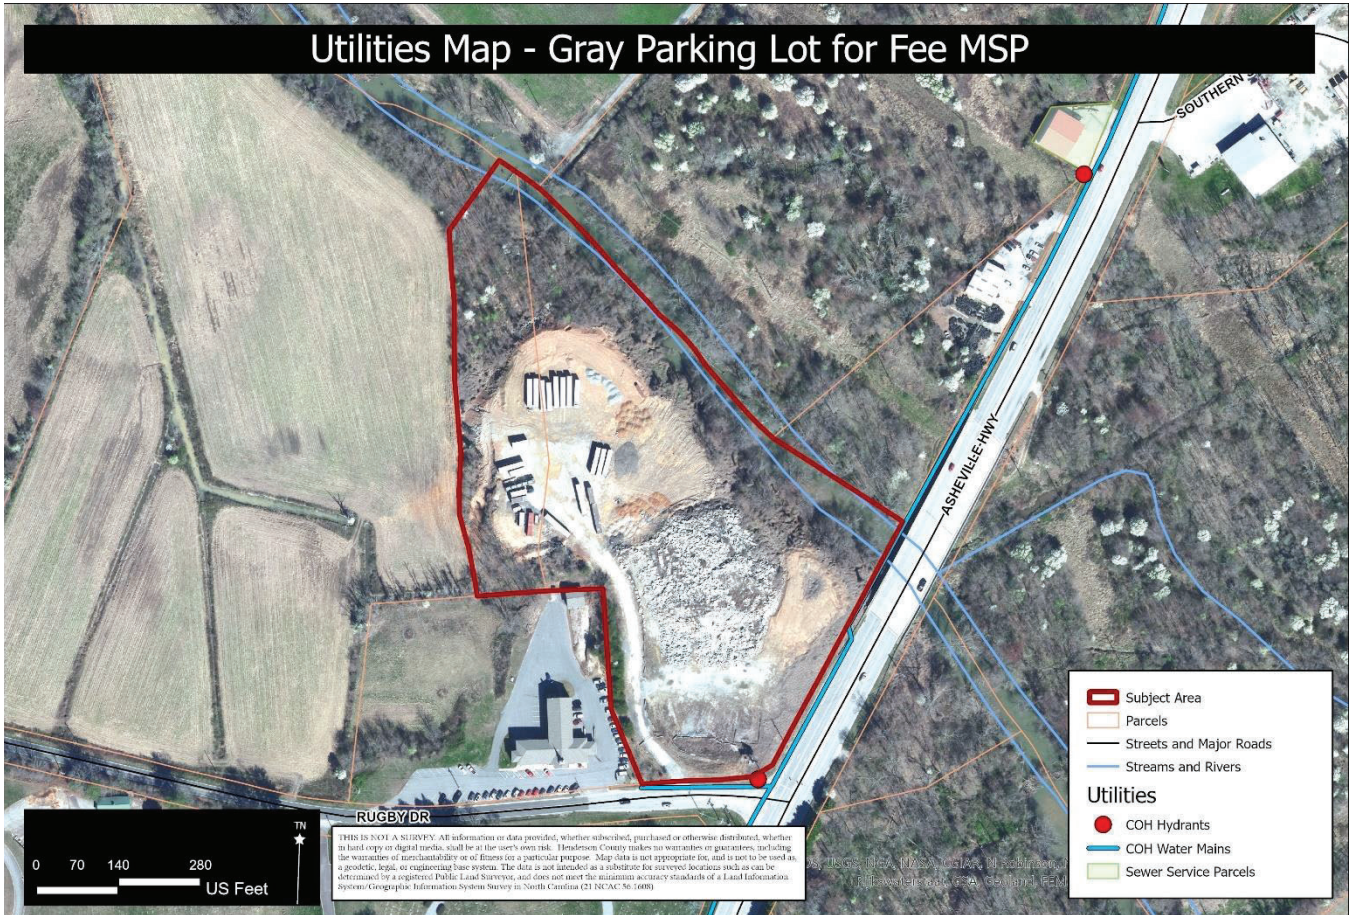 Utilities Map - Gray Parking Lot for Fee MSP
SOUTHERN
ASHEVILLE HWY
RUGBY DR
Subject Area
Parcels
Streets and Major Roads
Streams and Rivers
Utilities
COH Hydrants
COH Water Mains
Sewer Service Parcels
TN
0 70 140 280
US Feet
THIS IS NOT A SURVEY. All information or data provided, whether subscribed, purchased or otherwise distributed, whether
in hard copy or digital media, shall be at the user's own risk. Henderson County makes no warranties or guarantees, including
the warranties of merchantability or of fitness for a particular purpose. Map data is not appropriate for, and is not to be used as,
a geodetic, legal, or engineering base system. The data is not intended as a substitute for surveyed locations such as can be
determined by a registered Public Land Surveyor, and does not meet the minimum accuracy standards of a Land Information
System/Geographic Information System Survey in North Carolina (21 NCAC 56.1608)
NASA, N Robinson,